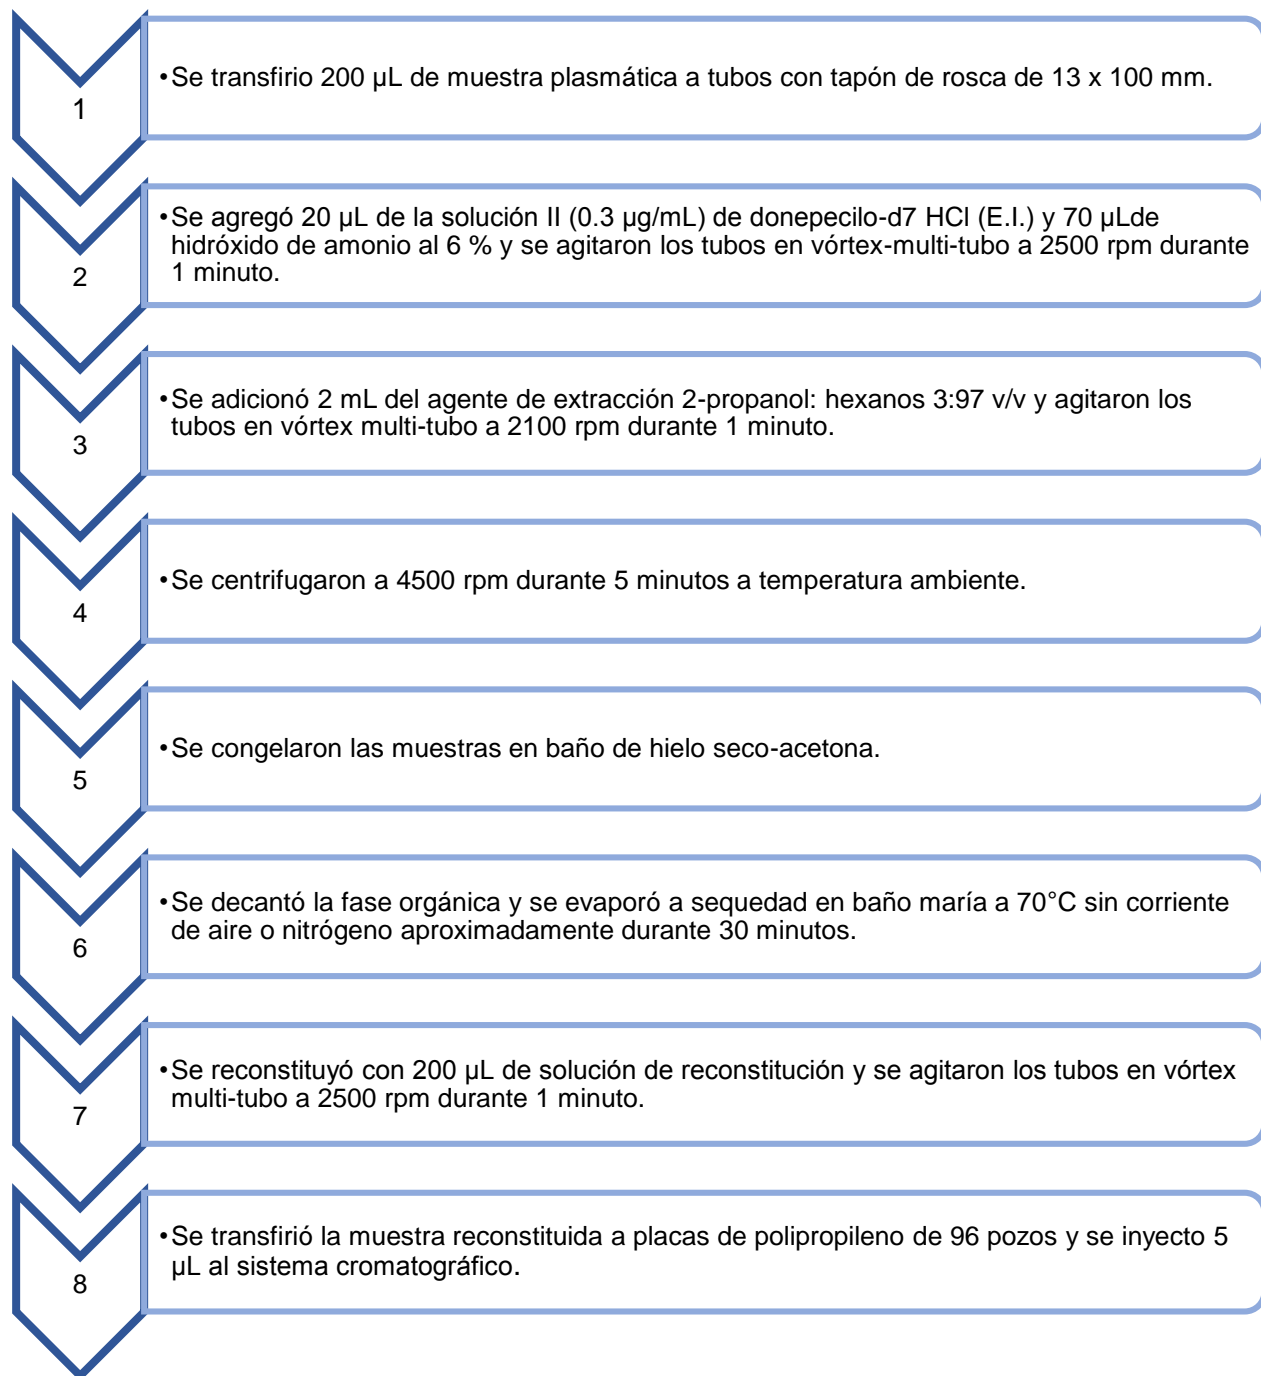 1
•Se transfirio 200 µL de muestra plasmática a tubos con tapón de rosca de 13 x 100 mm.
2
•Se agregó 20 µL de la solución II (0.3 µg/mL) de donepecilo-d7 HCl (E.I.) y 70 µLde
hidróxido de amonio al 6 % y se agitaron los tubos en vórtex-multi-tubo a 2500 rpm durante
1 minuto.
3
•Se adicionó 2 mL del agente de extracción 2-propanol: hexanos 3:97 v/v y agitaron los
tubos en vórtex multi-tubo a 2100 rpm durante 1 minuto.
4
•Se centrifugaron a 4500 rpm durante 5 minutos a temperatura ambiente.
5
•Se congelaron las muestras en baño de hielo seco-acetona.
6
•Se decantó la fase orgánica y se evaporó a sequedad en baño maría a 70°C sin corriente
de aire o nitrógeno aproximadamente durante 30 minutos.
7
•Se reconstituyó con 200 µL de solución de reconstitución y se agitaron los tubos en vórtex
multi-tubo a 2500 rpm durante 1 minuto.
8
•Se transfirió la muestra reconstituida a placas de polipropileno de 96 pozos y se inyecto 5
µL al sistema cromatográfico.